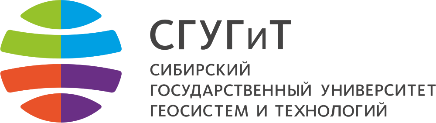 СГУГиТ
СИБИРСКИЙ
ГОСУДАРСТВЕННЫЙ УНИВЕРСИТЕТ
ГЕОСИСТЕМ И ТЕХНОЛОГИЙ